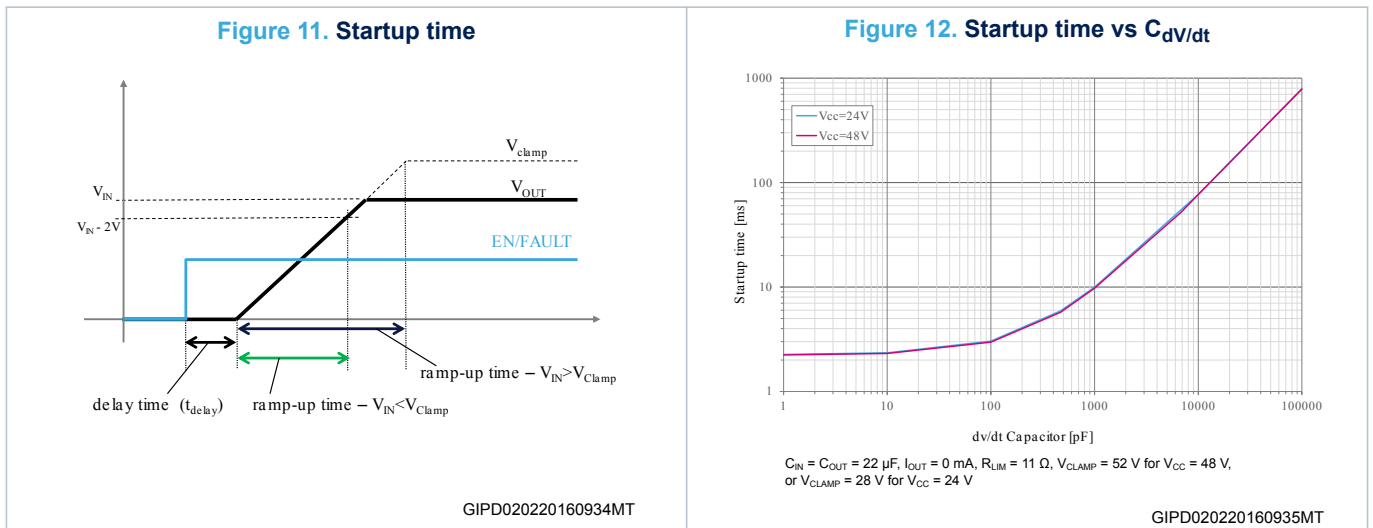 Figure 11. Startup time
V_clamp
V_IN
V_OUT
V_IN - 2V
EN/FAULT
ramp-up time – V_IN>V_Clamp
delay time (t_delay)
ramp-up time – V_IN<V_Clamp
GIPD020220160934MT
Figure 12. Startup time vs C_dV/dt
1000
Vcc=24V
Vcc=48V
100
Startup time [ms]
10
1
1
10
100
1000
10000
100000
dv/dt Capacitor [pF]
C_IN = C_OUT = 22 µF, I_OUT = 0 mA, R_LIM = 11 Ω, V_CLAMP = 52 V for V_CC = 48 V,
or V_CLAMP = 28 V for V_CC = 24 V
GIPD020220160935MT